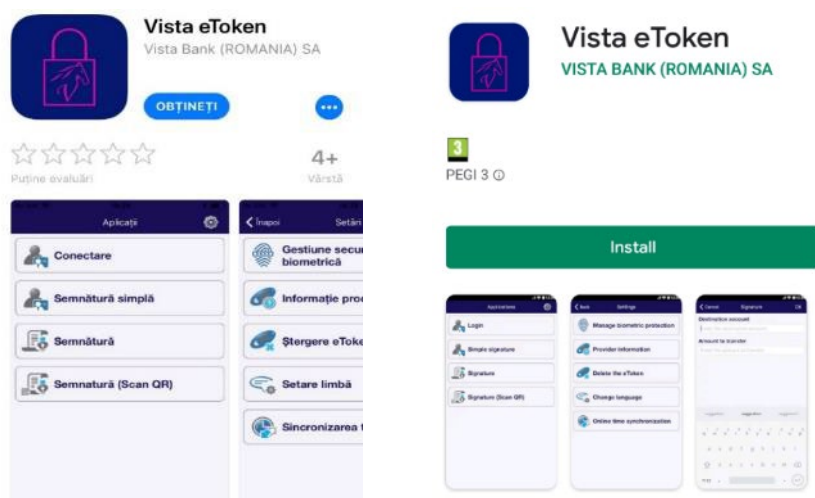 Vista eToken
Vista Bank (ROMANIA) SA
OBȚINEȚI
Puține evaluări
4+
Vârstă
Aplicații
Conectare
Semnătură simplă
Semnătură
Semnatură (Scan QR)
Înapoi
Setări
Gestiune secur
biometrică
Informație pro
Ștergere eToke
Setare limbă
Sincronizarea t
Vista eToken
VISTA BANK (ROMANIA) SA
3
PEGI 3
Install
Applications
Login
Simple signature
Signature
Signature (Scan QR)
Back
Settings
Manage biometric protection
Provider information
Delete the eToken
Change language
Online time synchronization
Cancel
Signature
OK
Destination account
Amount to transfer